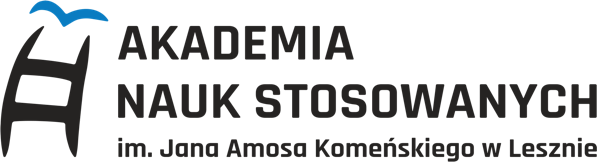 AKADEMIA
NAUK STOSOWANYCH
im. Jana Amosa Komeńskiego w Lesznie